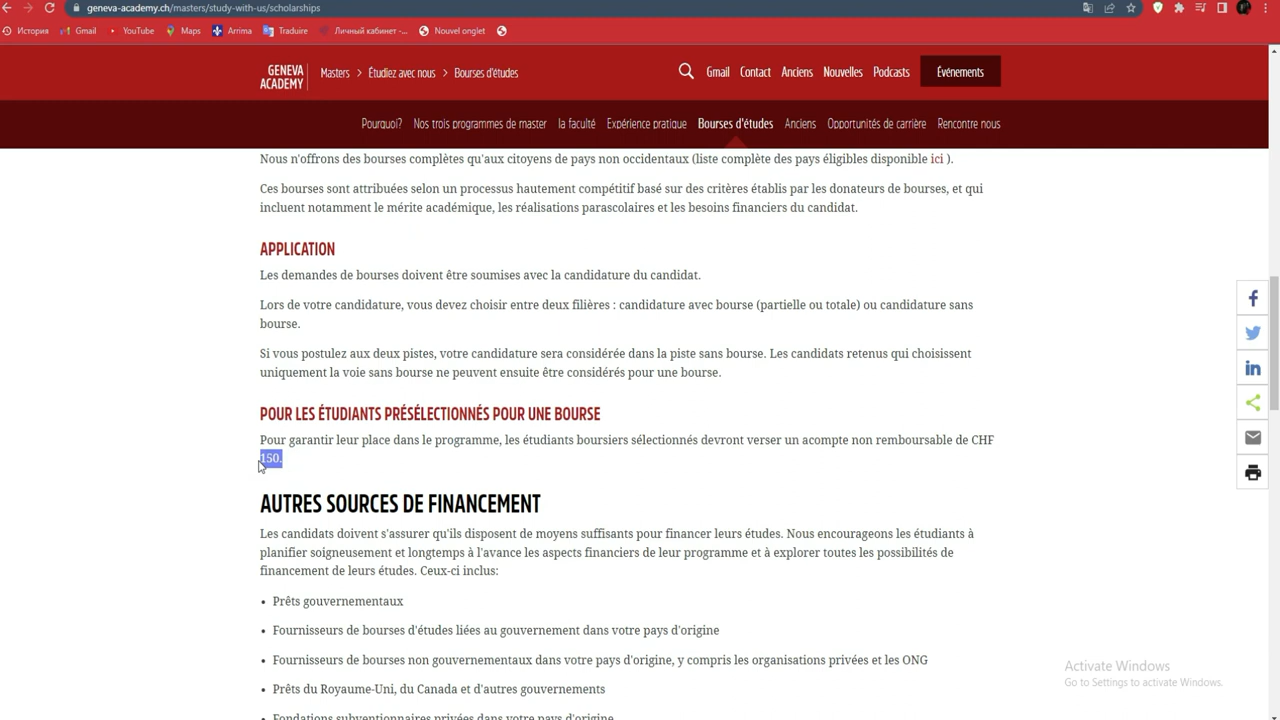 geneva-academy.ch/masters/study-with-us/scholarships
История Gmail YouTube Maps Arrima Traduire Личный кабинет -... Nouvel onglet
GENEVA ACADEMY
Masters > Étudiez avec nous > Bourses d'études
Gmail Contact Anciens Nouvelles Podcasts Événements
Pourquoi? Nos trois programmes de master la faculté Expérience pratique Bourses d'études Anciens Opportunités de carrière Rencontre nous
Nous n'offrons des bourses complètes qu'aux citoyens de pays non occidentaux (liste complète des pays éligibles disponible ici ).
Ces bourses sont attribuées selon un processus hautement compétitif basé sur des critères établis par les donateurs de bourses, et qui
incluent notamment le mérite académique, les réalisations parascolaires et les besoins financiers du candidat.
APPLICATION
Les demandes de bourses doivent être soumises avec la candidature du candidat.
Lors de votre candidature, vous devez choisir entre deux filières : candidature avec bourse (partielle ou totale) ou candidature sans
bourse.
Si vous postulez aux deux pistes, votre candidature sera considérée dans la piste sans bourse. Les candidats retenus qui choisissent
uniquement la voie sans bourse ne peuvent ensuite être considérés pour une bourse.
POUR LES ÉTUDIANTS PRÉSÉLECTIONNÉS POUR UNE BOURSE
Pour garantir leur place dans le programme, les étudiants boursiers sélectionnés devront verser un acompte non remboursable de CHF
150.
AUTRES SOURCES DE FINANCEMENT
Les candidats doivent s'assurer qu'ils disposent de moyens suffisants pour financer leurs études. Nous encourageons les étudiants à
planifier soigneusement et longtemps à l'avance les aspects financiers de leur programme et à explorer toutes les possibilités de
financement de leurs études. Ceux-ci inclus:
• Prêts gouvernementaux
• Fournisseurs de bourses d'études liées au gouvernement dans votre pays d'origine
• Fournisseurs de bourses non gouvernementaux dans votre pays d'origine, y compris les organisations privées et les ONG
• Prêts du Royaume-Uni, du Canada et d'autres gouvernements
• Fondations subventionnaires privées dans votre pays d'origine
Activate Windows
Go to Settings to activate Windows.